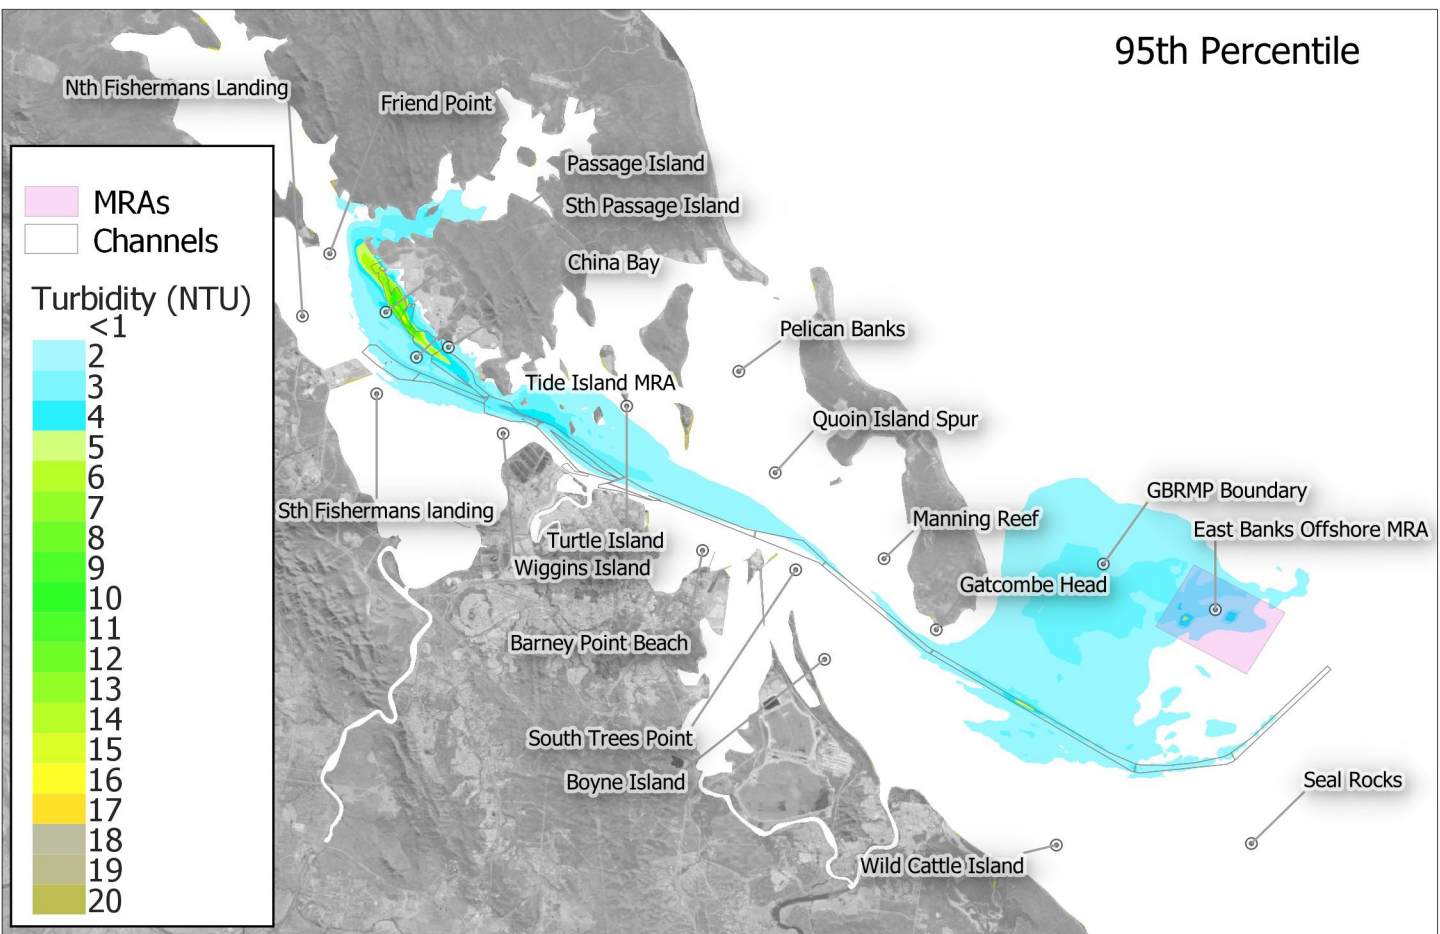 95th Percentile
Nth Fishermans Landing
Friend Point
Passage Island
Sth Passage Island
China Bay
Pelican Banks
Tide Island MRA
Quoin Island Spur
GBRMP Boundary
East Banks Offshore MRA
Sth Fishermans landing
Manning Reef
Turtle Island
Wiggins Island
Gatcombe Head
Barney Point Beach
South Trees Point
Boyne Island
Seal Rocks
Wild Cattle Island
MRAs
Channels
Turbidity (NTU)
<1
2
3
4
5
6
7
8
9
10
11
12
13
14
15
16
17
18
19
20